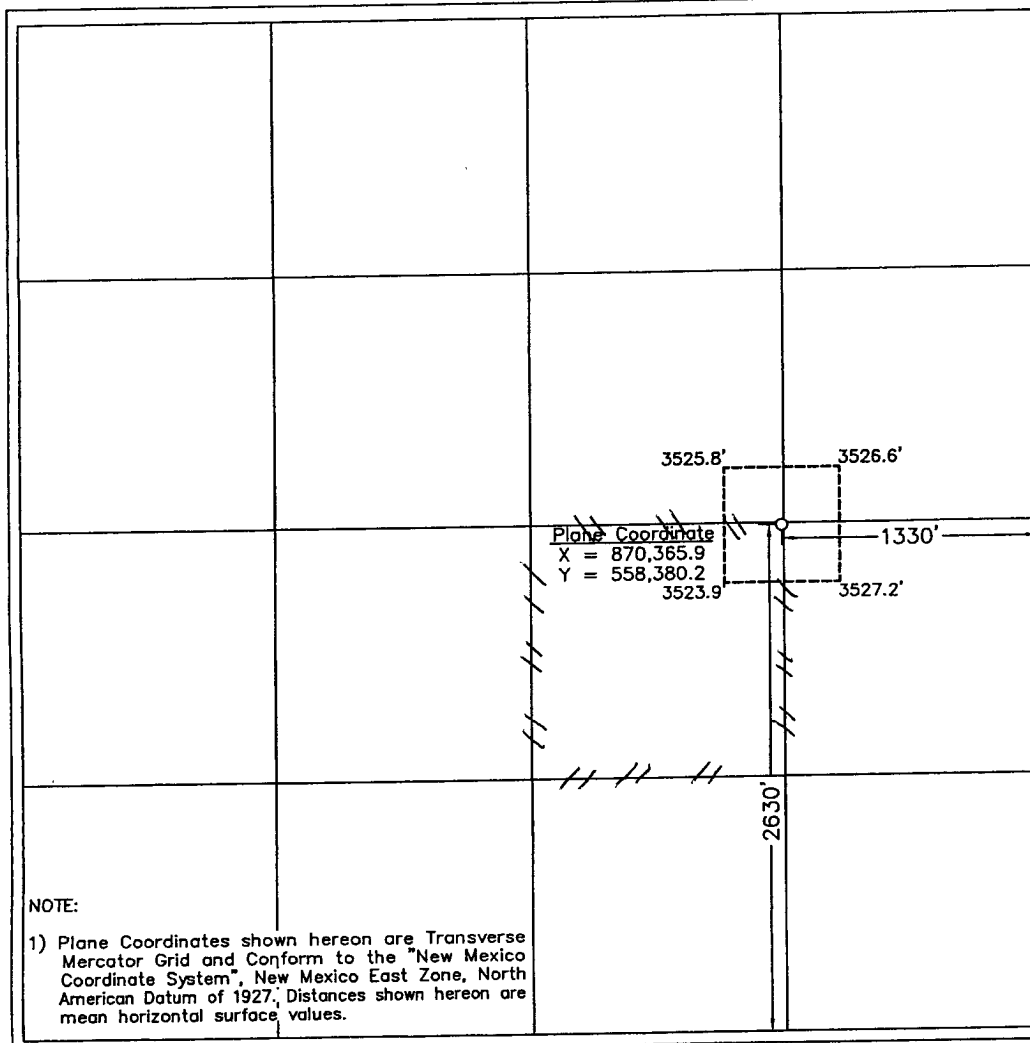 3525.8' 3526.6'
Plane Coordinate
X = 870,365.9
Y = 558,380.2
1330'
3523.9' 3527.2'
2630'
NOTE:
1) Plane Coordinates shown hereon are Transverse
Mercator Grid and Conform to the "New Mexico
Coordinate System", New Mexico East Zone, North
American Datum of 1927. Distances shown hereon are
mean horizontal surface values.